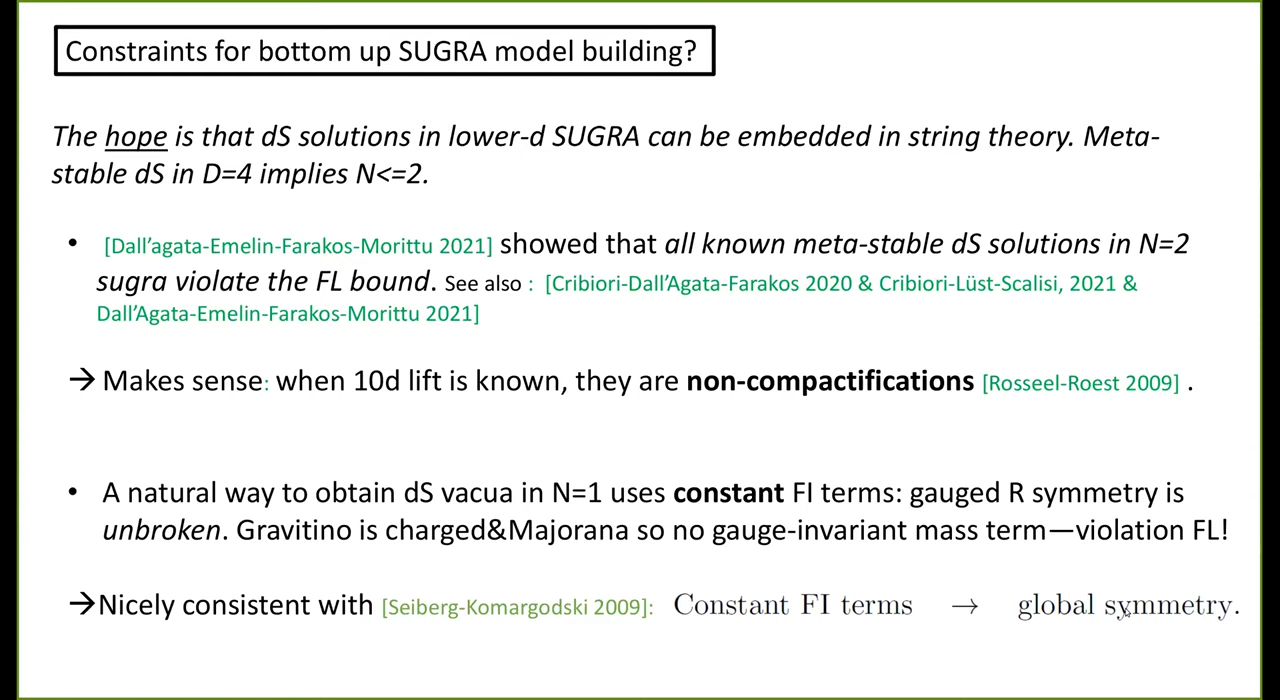 Constraints for bottom up SUGRA model building?
The hope is that dS solutions in lower-d SUGRA can be embedded in string theory. Meta-
stable dS in D=4 implies N<=2.
• [Dall’agata-Emelin-Farakos-Morittu 2021] showed that all known meta-stable dS solutions in N=2
sugra violate the FL bound. See also : [Cribiori-Dall’Agata-Farakos 2020 & Cribiori-Lüst-Scalisi, 2021 &
Dall’Agata-Emelin-Farakos-Morittu 2021]
→ Makes sense: when 10d lift is known, they are non-compactifications [Rosseel-Roest 2009] .
• A natural way to obtain dS vacua in N=1 uses constant FI terms: gauged R symmetry is
unbroken. Gravitino is charged&Majorana so no gauge-invariant mass term—violation FL!
→Nicely consistent with [Seiberg-Komargodski 2009]: Constant FI terms → global symmetry.